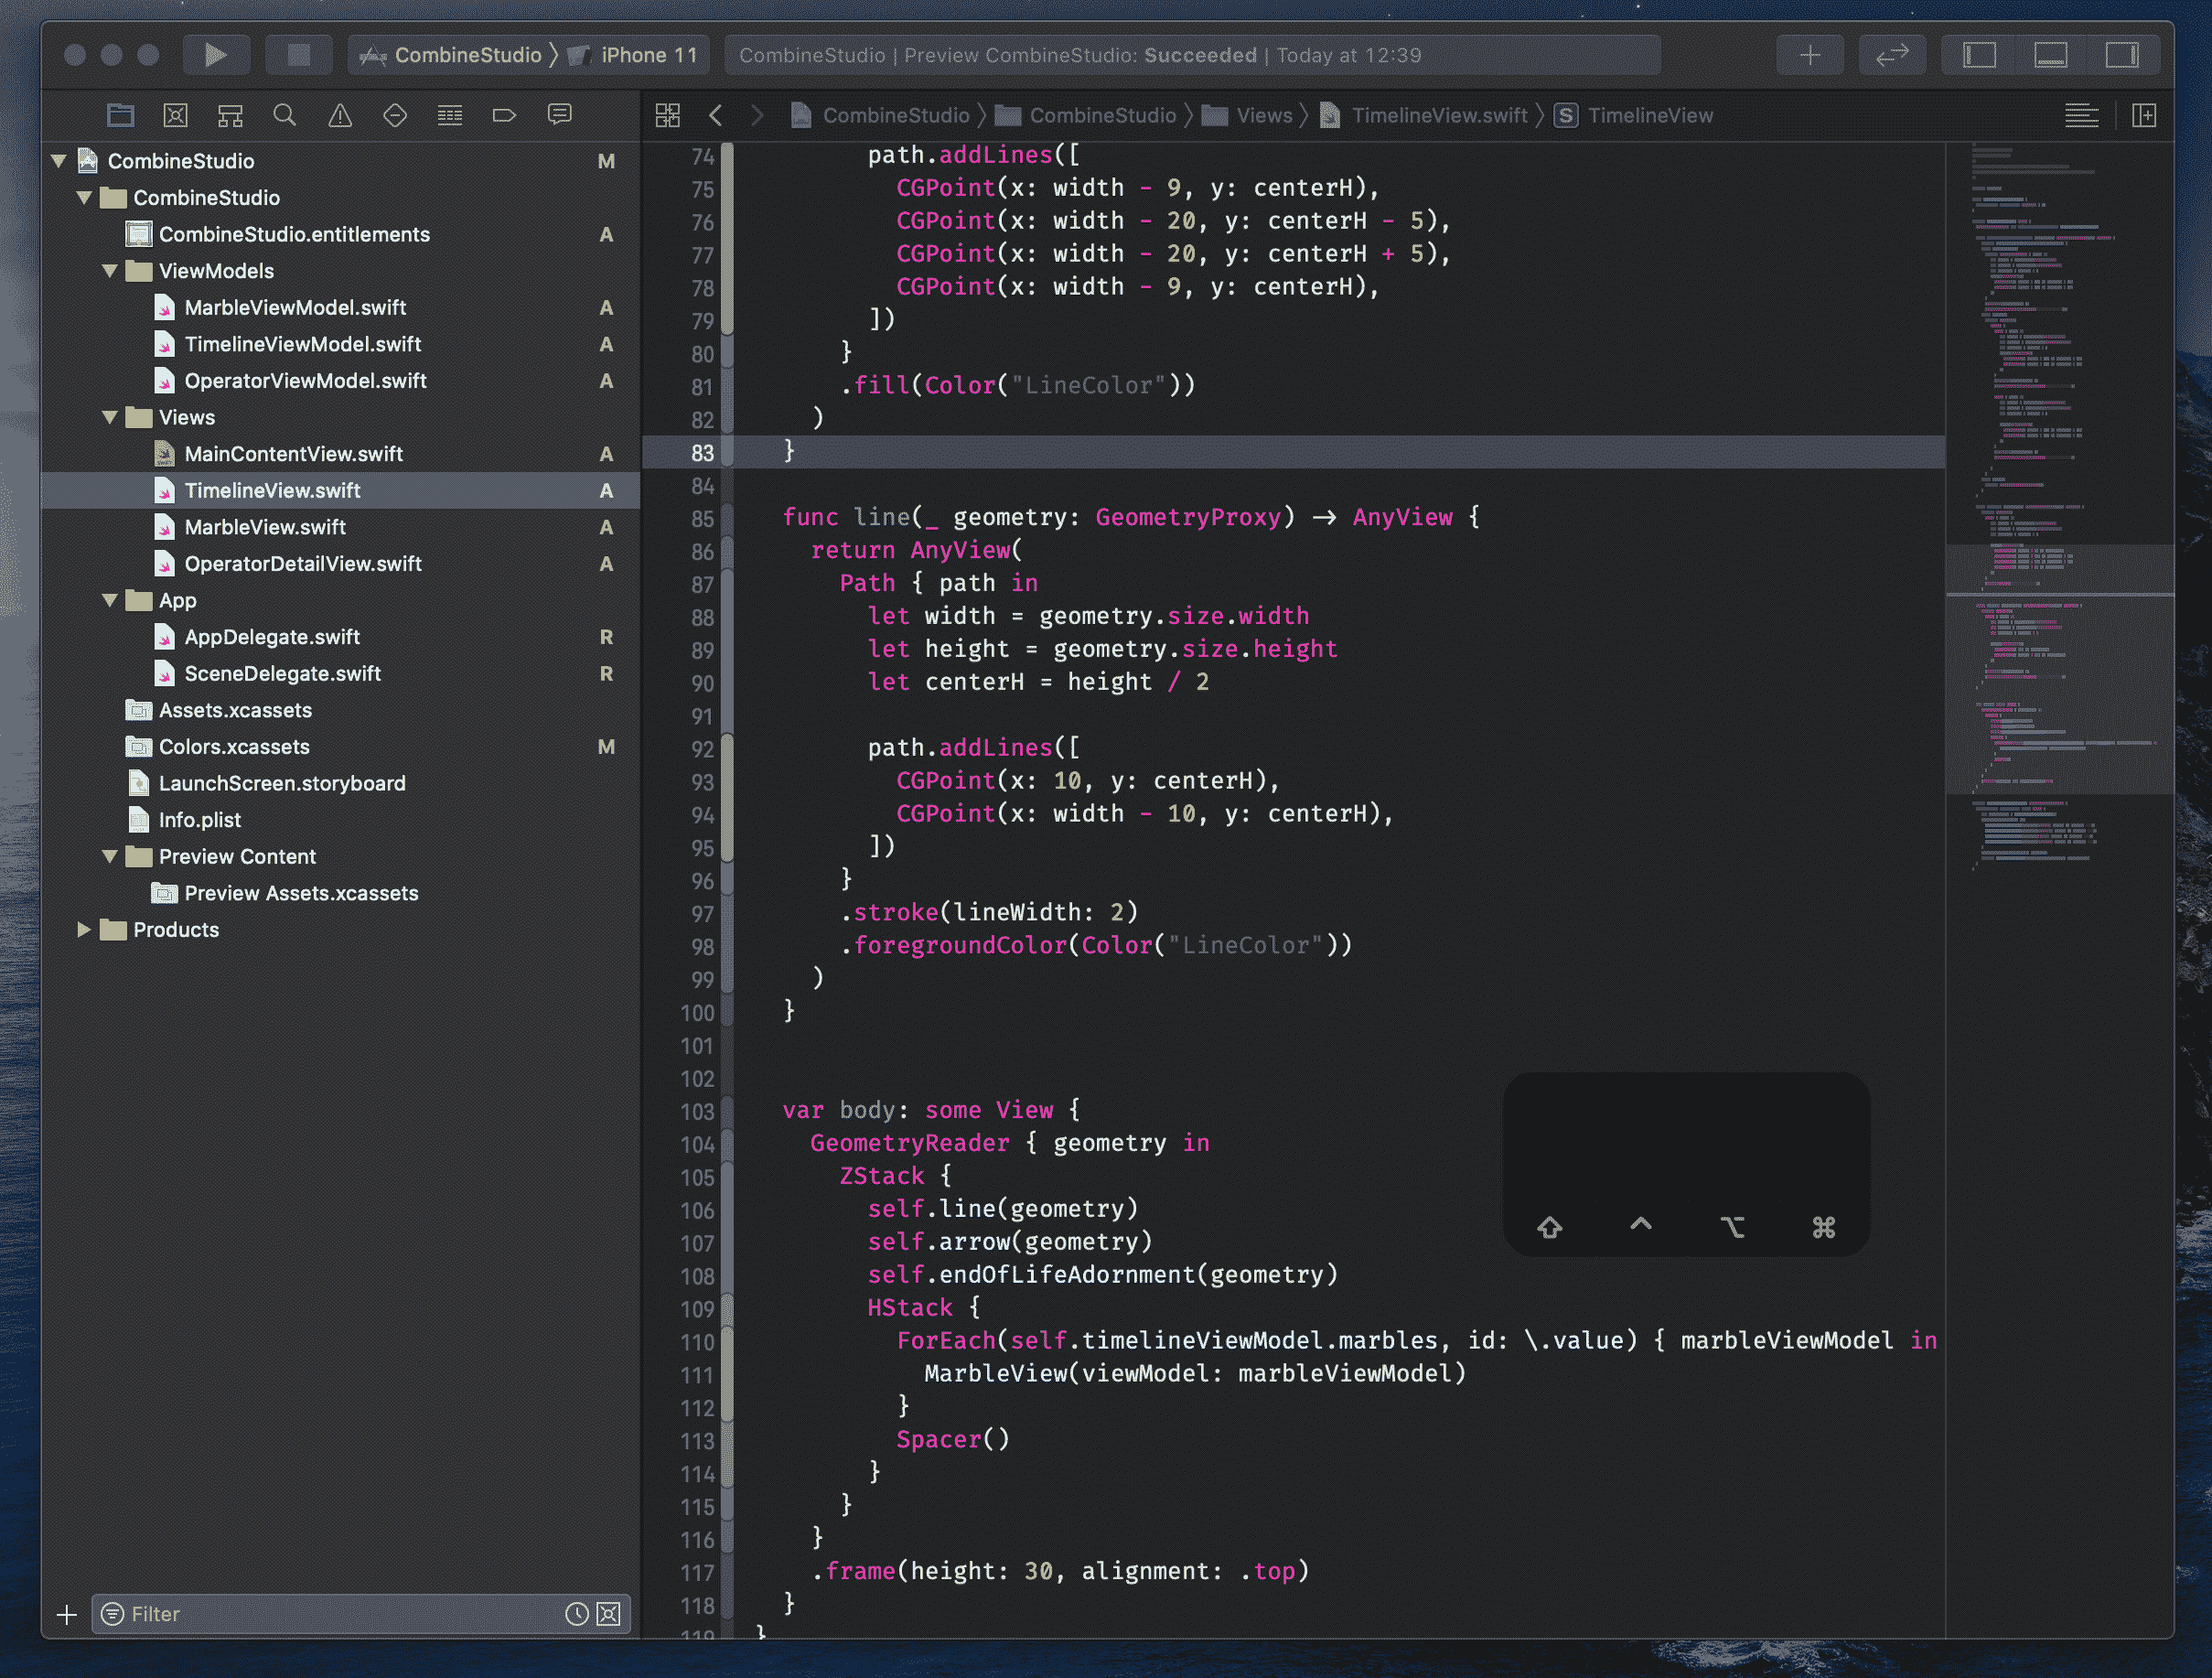 CombineStudio 〉 iPhone 11
CombineStudio | Preview CombineStudio: Succeeded | Today at 12:39
CombineStudio 〉 CombineStudio 〉 Views 〉 TimelineView.swift 〉 S TimelineView
CombineStudio M
CombineStudio
CombineStudio.entitlements A
ViewModels
MarbleViewModel.swift A
TimelineViewModel.swift A
OperatorViewModel.swift A
Views
MainContentView.swift A
TimelineView.swift A
MarbleView.swift A
OperatorDetailView.swift A
App
AppDelegate.swift R
SceneDelegate.swift R
Assets.xcassets
Colors.xcassets M
LaunchScreen.storyboard
Info.plist
Preview Content
Preview Assets.xcassets
Products
Filter
74 path.addLines([
75 CGPoint(x: width - 9, y: centerH),
76 CGPoint(x: width - 20, y: centerH - 5),
77 CGPoint(x: width - 20, y: centerH + 5),
78 CGPoint(x: width - 9, y: centerH),
79 ])
80 }
81 .fill(Color("LineColor"))
82 )
83 }
84
85 func line(_ geometry: GeometryProxy) → AnyView {
86 return AnyView(
87 Path { path in
88 let width = geometry.size.width
89 let height = geometry.size.height
90 let centerH = height / 2
91
92 path.addLines([
93 CGPoint(x: 10, y: centerH),
94 CGPoint(x: width - 10, y: centerH),
95 ])
96 }
97 .stroke(lineWidth: 2)
98 .foregroundColor(Color("LineColor"))
99 )
100 }
101
102
103 var body: some View {
104 GeometryReader { geometry in
105 ZStack {
106 self.line(geometry)
107 self.arrow(geometry)
108 self.endOfLifeAdornment(geometry)
109 HStack {
110 ForEach(self.timelineViewModel.marbles, id: \.value) { marbleViewModel in
111 MarbleView(viewModel: marbleViewModel)
112 }
113 Spacer()
114 }
115 }
116 }
117 .frame(height: 30, alignment: .top)
118 }
119 }
⇧ ⌃ ⌥ ⌘